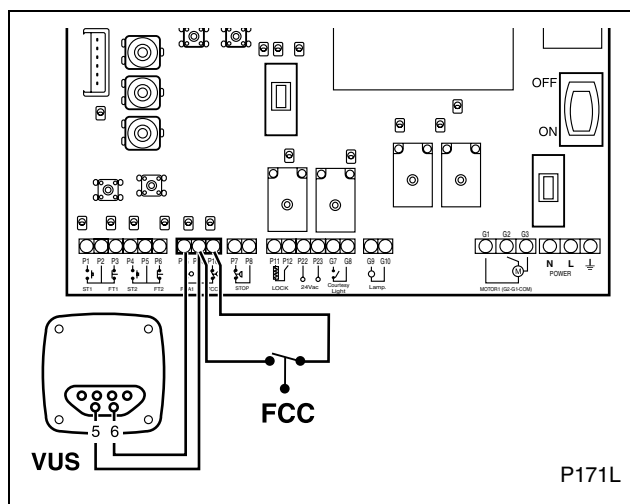 OFF
ON
G1 G2 G3
P1 P2 P3 P4 P5 P6 P7 P8 P11 P12 P22 P23 G7 G8 G9 G10
N L
POWER
M
ST1 FT1 ST2 FT2 STOP LOCK 24Vac Courtesy Light Lamp. MOTOR1 (G2-G1-COM)
5 6
VUS
FCC
P171L